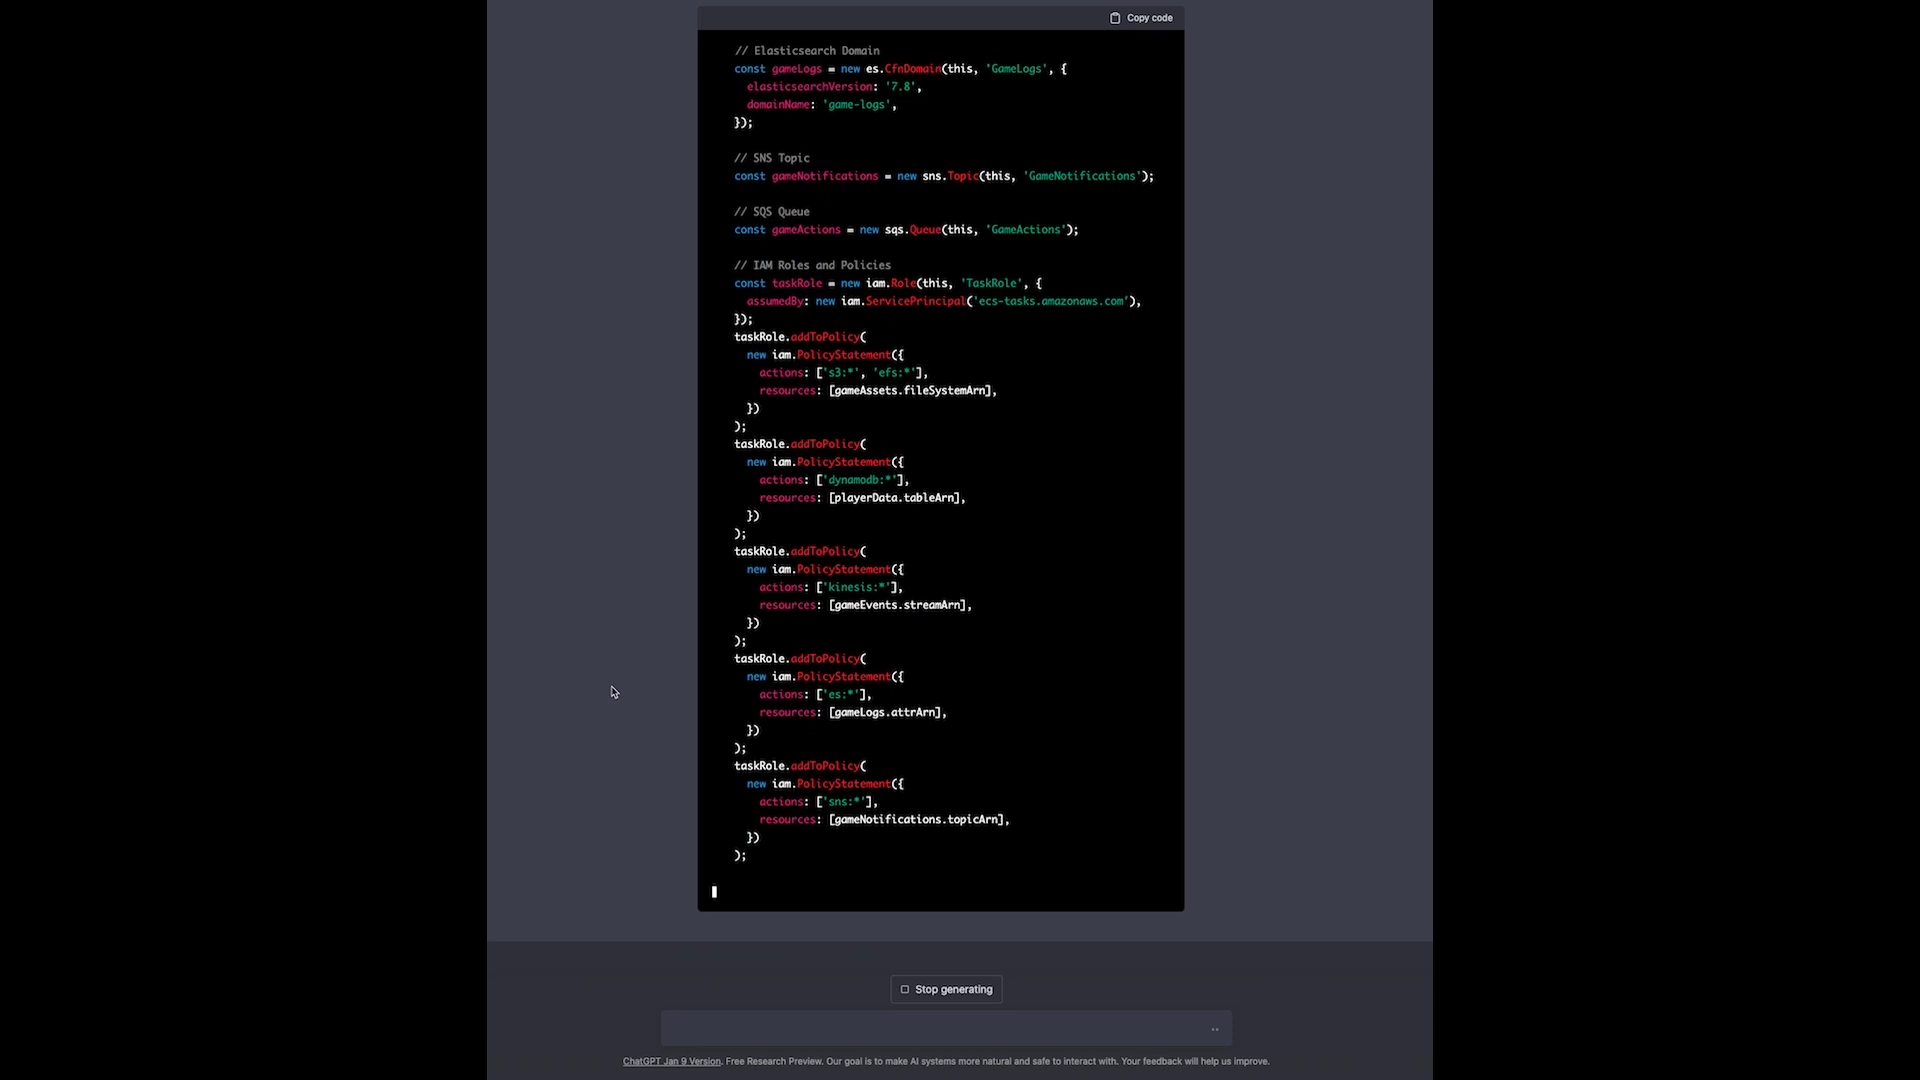 Copy code
// Elasticsearch Domain
const gameLogs = new es.CfnDomain(this, 'GameLogs', {
elasticsearchVersion: '7.8',
domainName: 'game-logs',
});
// SNS Topic
const gameNotifications = new sns.Topic(this, 'GameNotifications');
// SQS Queue
const gameActions = new sqs.Queue(this, 'GameActions');
// IAM Roles and Policies
const taskRole = new iam.Role(this, 'TaskRole', {
assumedBy: new iam.ServicePrincipal('ecs-tasks.amazonaws.com'),
});
taskRole.addToPolicy(
new iam.PolicyStatement({
actions: ['s3:*', 'efs:*'],
resources: [gameAssets.fileSystemArn],
})
);
taskRole.addToPolicy(
new iam.PolicyStatement({
actions: ['dynamodb:*'],
resources: [playerData.tableArn],
})
);
taskRole.addToPolicy(
new iam.PolicyStatement({
actions: ['kinesis:*'],
resources: [gameEvents.streamArn],
})
);
taskRole.addToPolicy(
new iam.PolicyStatement({
actions: ['es:*'],
resources: [gameLogs.attrArn],
})
);
taskRole.addToPolicy(
new iam.PolicyStatement({
actions: ['sns:*'],
resources: [gameNotifications.topicArn],
})
);
Stop generating
ChatGPT Jan 9 Version. Free Research Preview. Our goal is to make AI systems more natural and safe to interact with. Your feedback will help us improve.